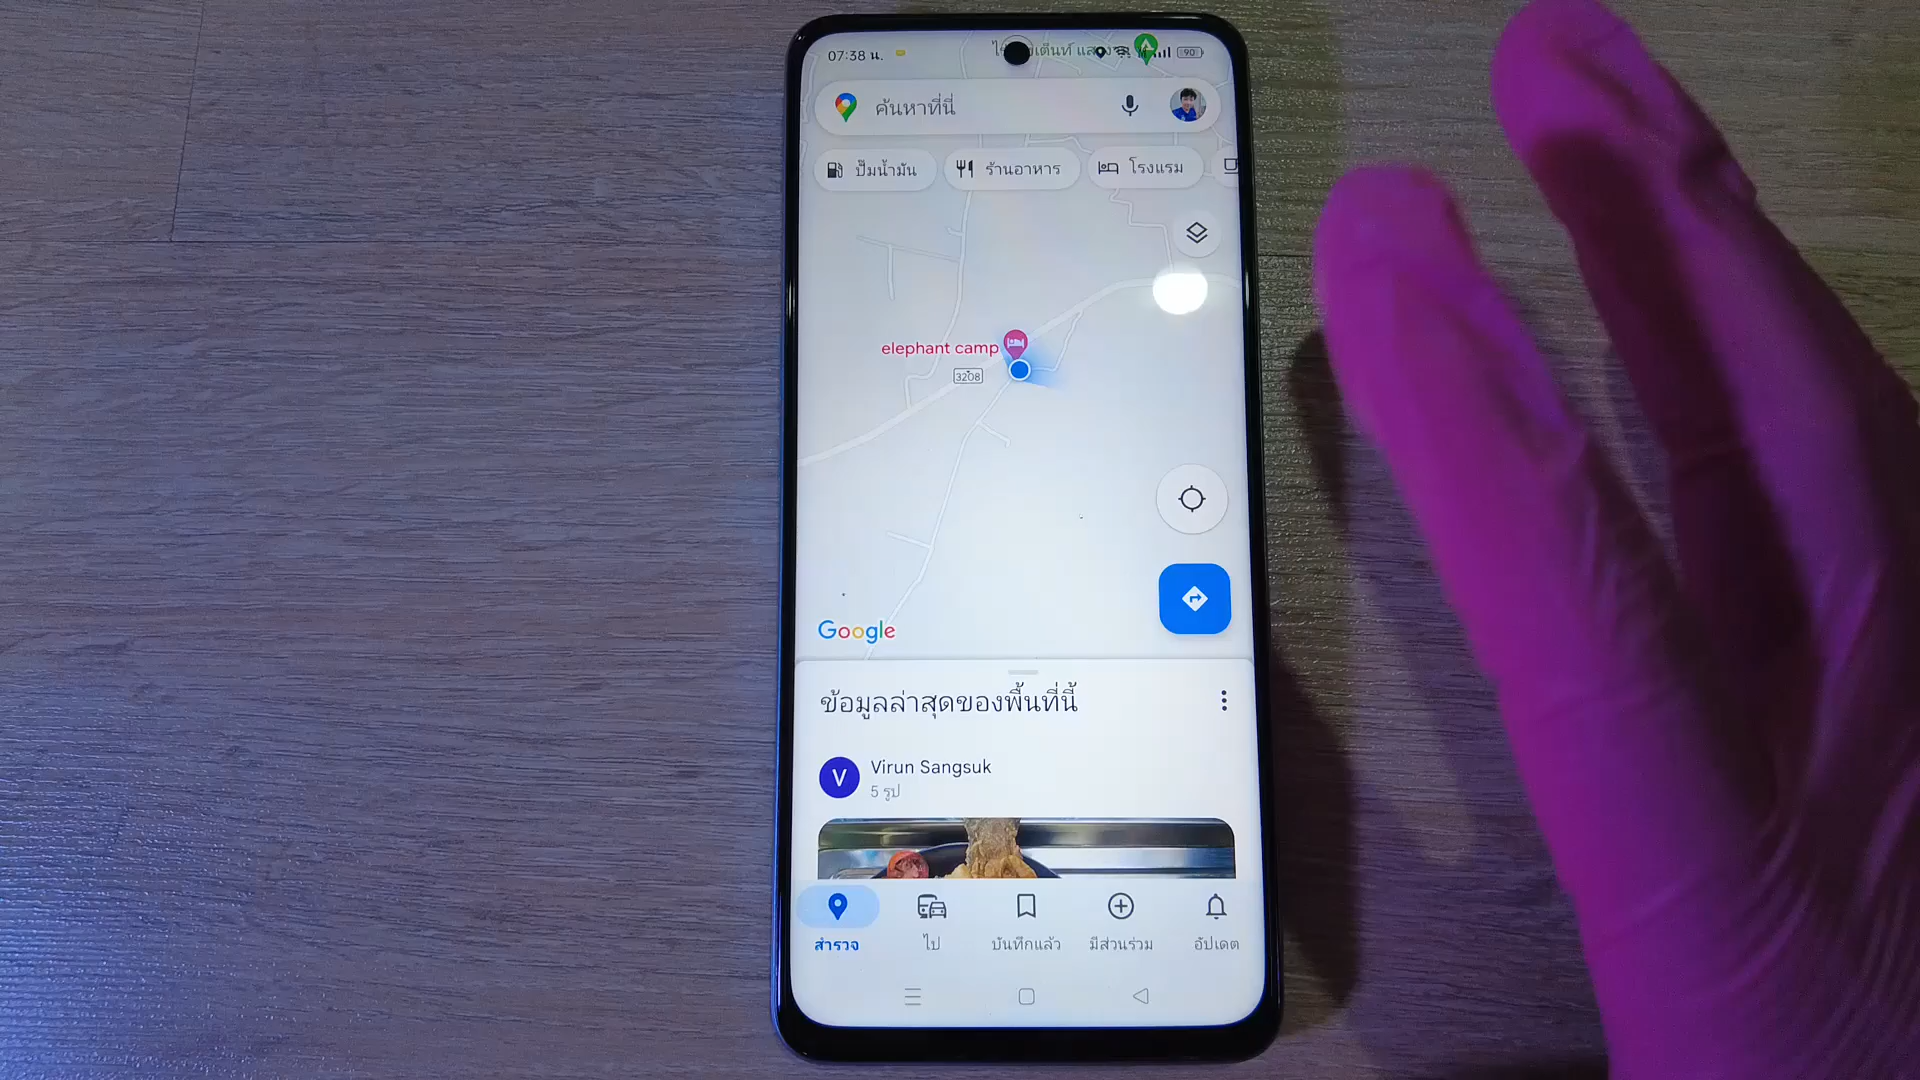 07:38 น.
90
ค้นหาที่นี่
ปั๊มน้ำมัน
ร้านอาหาร
โรงแรม
elephant camp
3208
Google
ข้อมูลล่าสุดของพื้นที่นี้
V
Virun Sangsuk
5 รูป
สำรวจ
ไป
บันทึกแล้ว
มีส่วนร่วม
อัปเดต